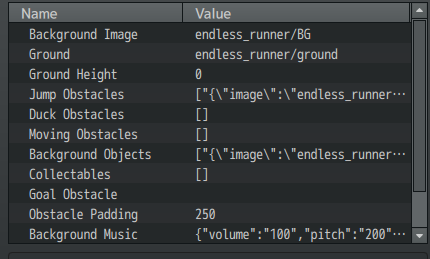 Name Value
Background Image endless_runner/BG
Ground endless_runner/ground
Ground Height 0
Jump Obstacles ["{\"image\":\"endless_runner…
Duck Obstacles []
Moving Obstacles []
Background Objects ["{\"image\":\"endless_runner…
Collectables []
Goal Obstacle
Obstacle Padding 250
Background Music {"volume":"100","pitch":"200"…